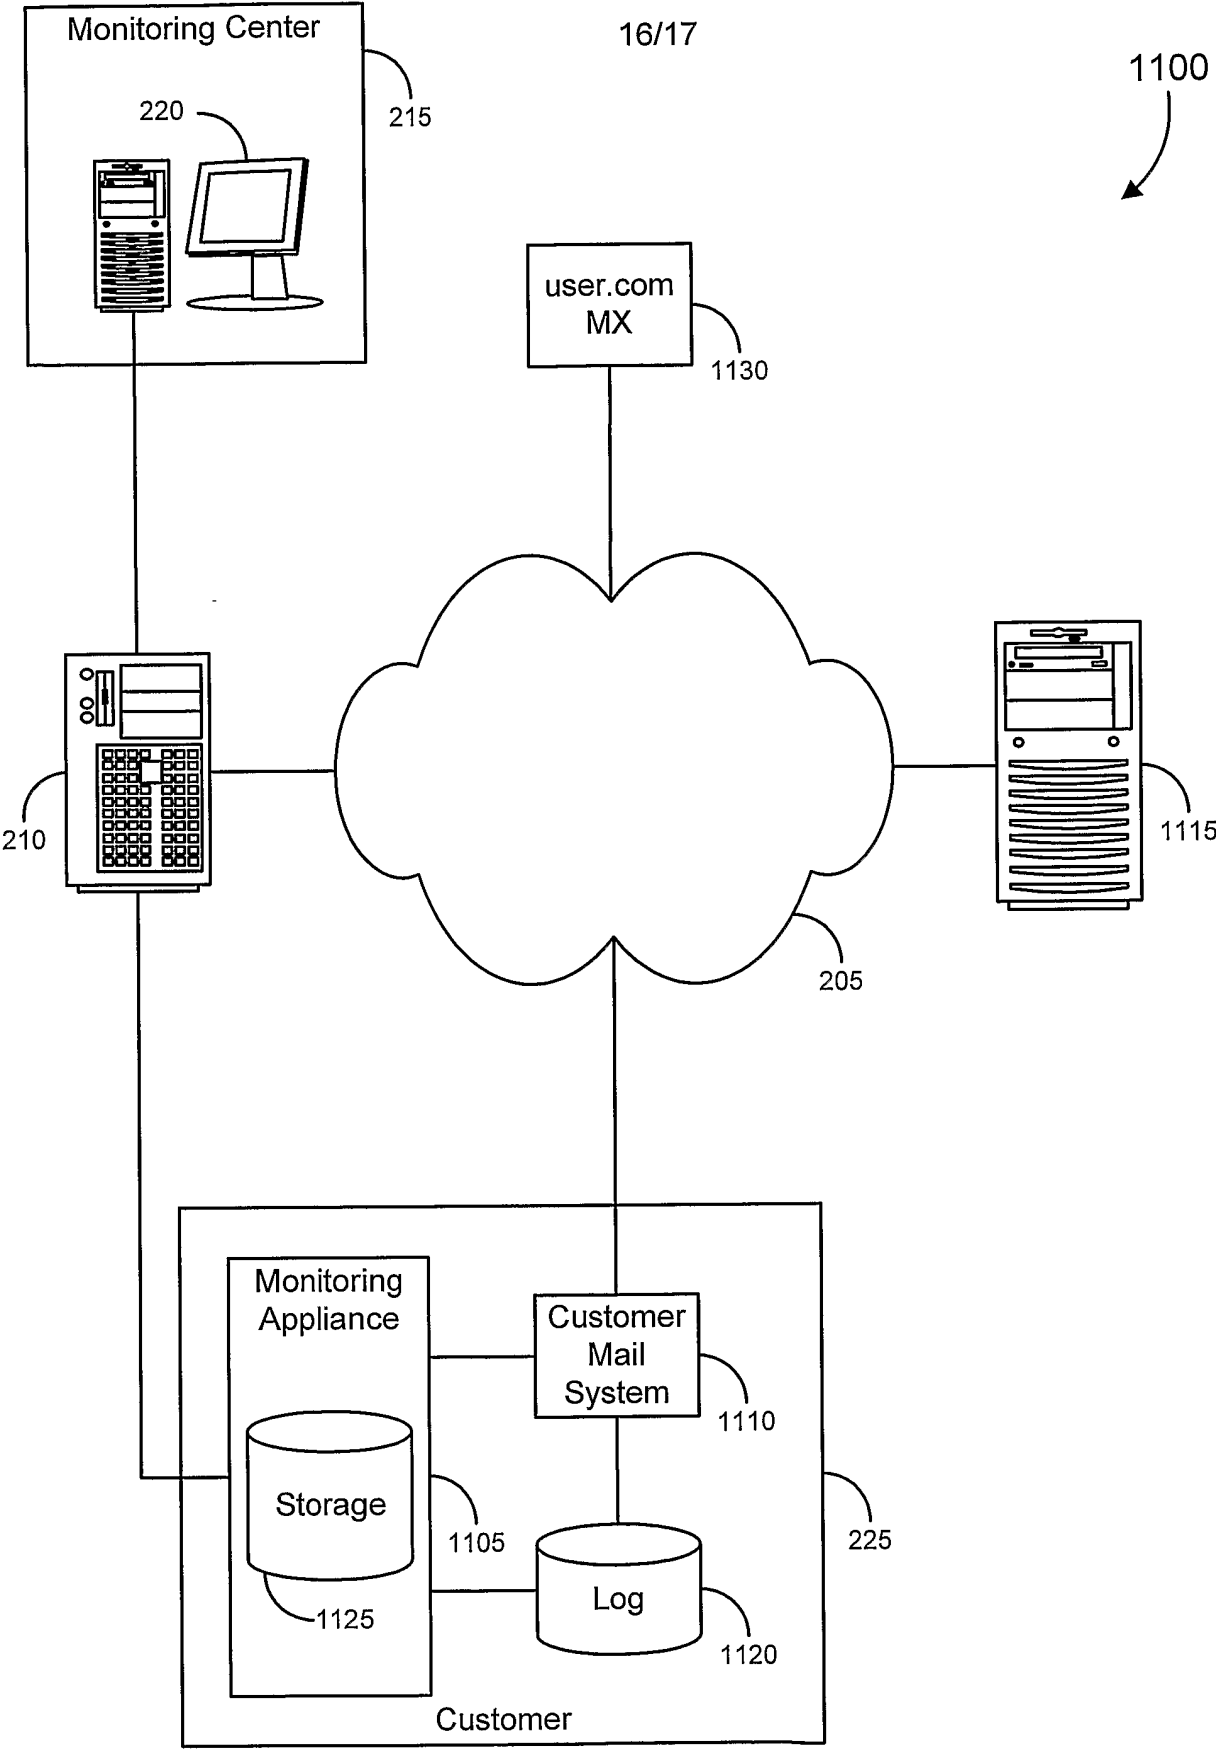 Monitoring Center
16/17
1100
215
220
user.com
MX
1130
210
1115
205
Monitoring
Appliance
Customer
Mail
System
1110
Storage
1105
225
1125
Log
1120
Customer